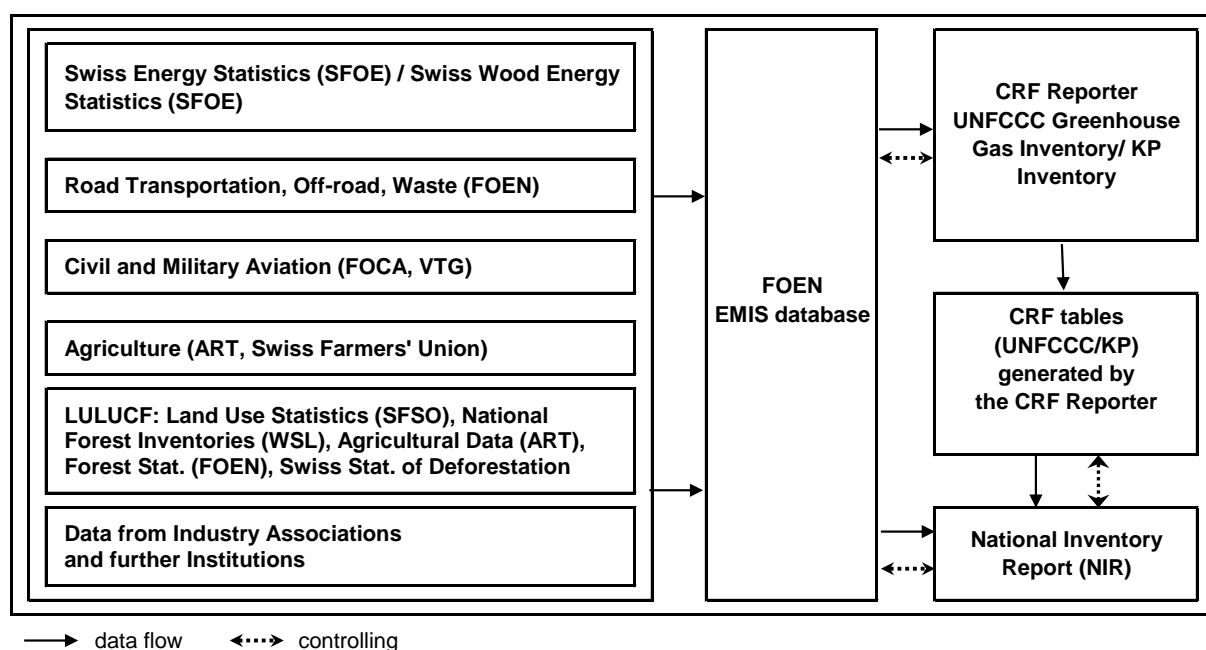 Swiss Energy Statistics (SFOE) / Swiss Wood Energy
Statistics (SFOE)
Road Transportation, Off-road, Waste (FOEN)
Civil and Military Aviation (FOCA, VTG)
Agriculture (ART, Swiss Farmers' Union)
LULUCF: Land Use Statistics (SFSO), National
Forest Inventories (WSL), Agricultural Data (ART),
Forest Stat. (FOEN), Swiss Stat. of Deforestation
Data from Industry Associations
and further Institutions
FOEN
EMIS database
CRF Reporter
UNFCCC Greenhouse
Gas Inventory/ KP
Inventory
CRF tables
(UNFCCC/KP)
generated by
the CRF Reporter
National Inventory
Report (NIR)
data flow
controlling